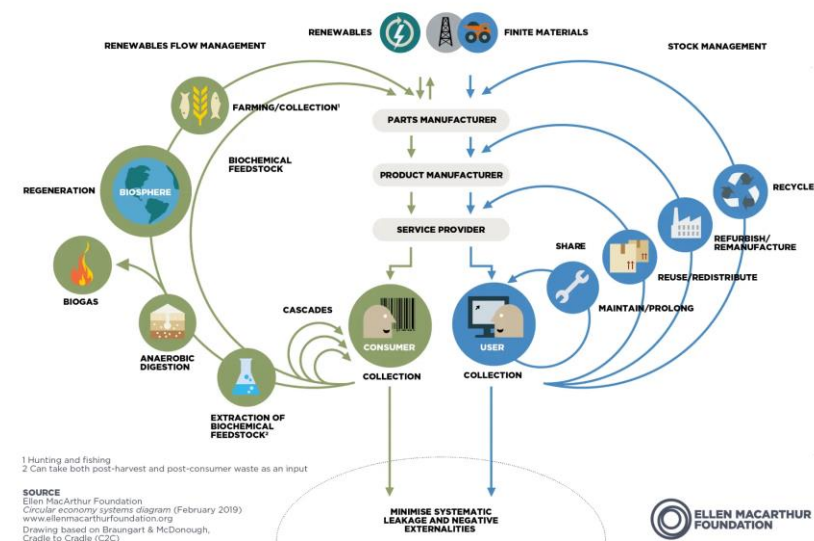 RENEWABLES
FINITE MATERIALS
RENEWABLES FLOW MANAGEMENT
STOCK MANAGEMENT
FARMING/COLLECTION¹
PARTS MANUFACTURER
BIOCHEMICAL
FEEDSTOCK
PRODUCT MANUFACTURER
REGENERATION
BIOSPHERE
RECYCLE
SERVICE PROVIDER
SHARE
REFURBISH/
REMANUFACTURE
REUSE/REDISTRIBUTE
BIOGAS
CASCADES
MAINTAIN/PROLONG
CONSUMER
USER
ANAEROBIC
DIGESTION
COLLECTION
COLLECTION
EXTRACTION OF
BIOCHEMICAL
FEEDSTOCK²
1 Hunting and fishing
2 Can take both post-harvest and post-consumer waste as an input
SOURCE
Ellen MacArthur Foundation
Circular economy systems diagram (February 2019)
www.ellenmacarthurfoundation.org
Drawing based on Braungart & McDonough,
Cradle to Cradle (C2C)
MINIMISE SYSTEMATIC
LEAKAGE AND NEGATIVE
EXTERNALITIES
ELLEN MACARTHUR
FOUNDATION